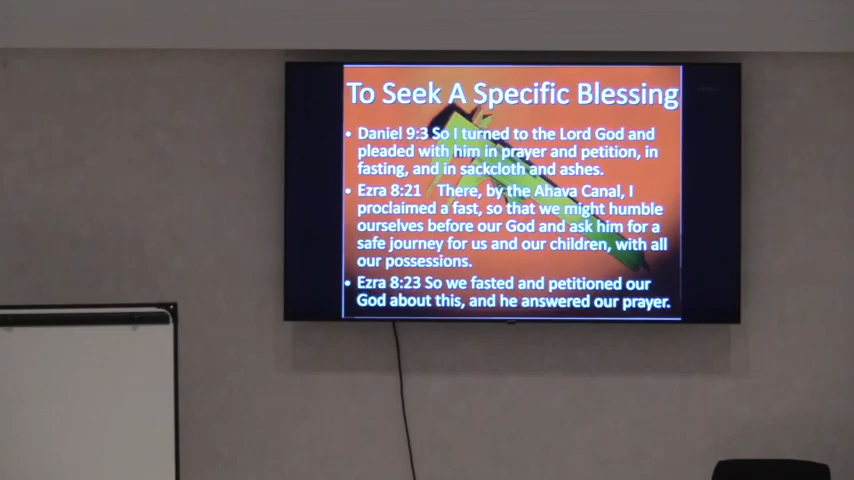 To Seek A Specific Blessing
• Daniel 9:3 So I turned to the Lord God and
pleaded with him in prayer and petition, in
fasting, and in sackcloth and ashes.
• Ezra 8:21 There, by the Ahava Canal, I
proclaimed a fast, so that we might humble
ourselves before our God and ask him for a
safe journey for us and our children, with all
our possessions.
• Ezra 8:23 So we fasted and petitioned our
God about this, and he answered our prayer.